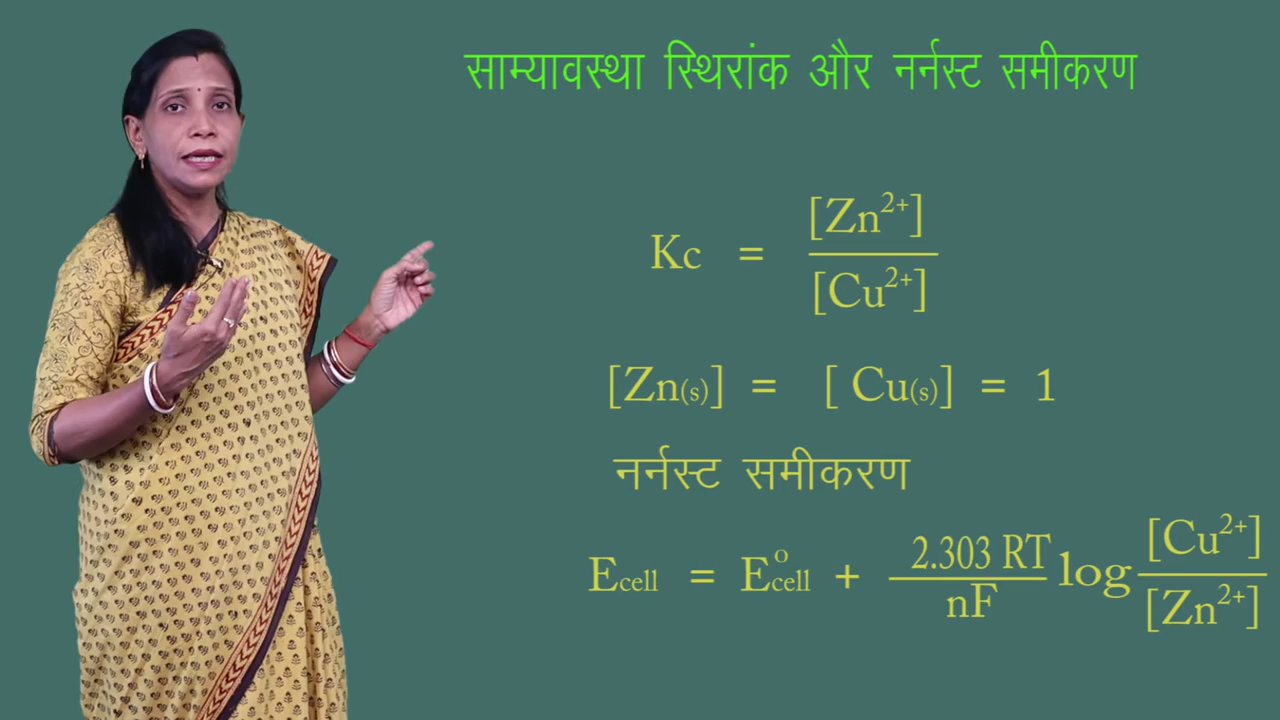 साम्यावस्था स्थिरांक और नर्नस्ट समीकरण
Kc = [Zn²⁺] / [Cu²⁺]
[Zn(s)] = [ Cu(s)] = 1
नर्नस्ट समीकरण
Ecell = E°cell + 2.303 RT / nF log [Cu²⁺] / [Zn²⁺]